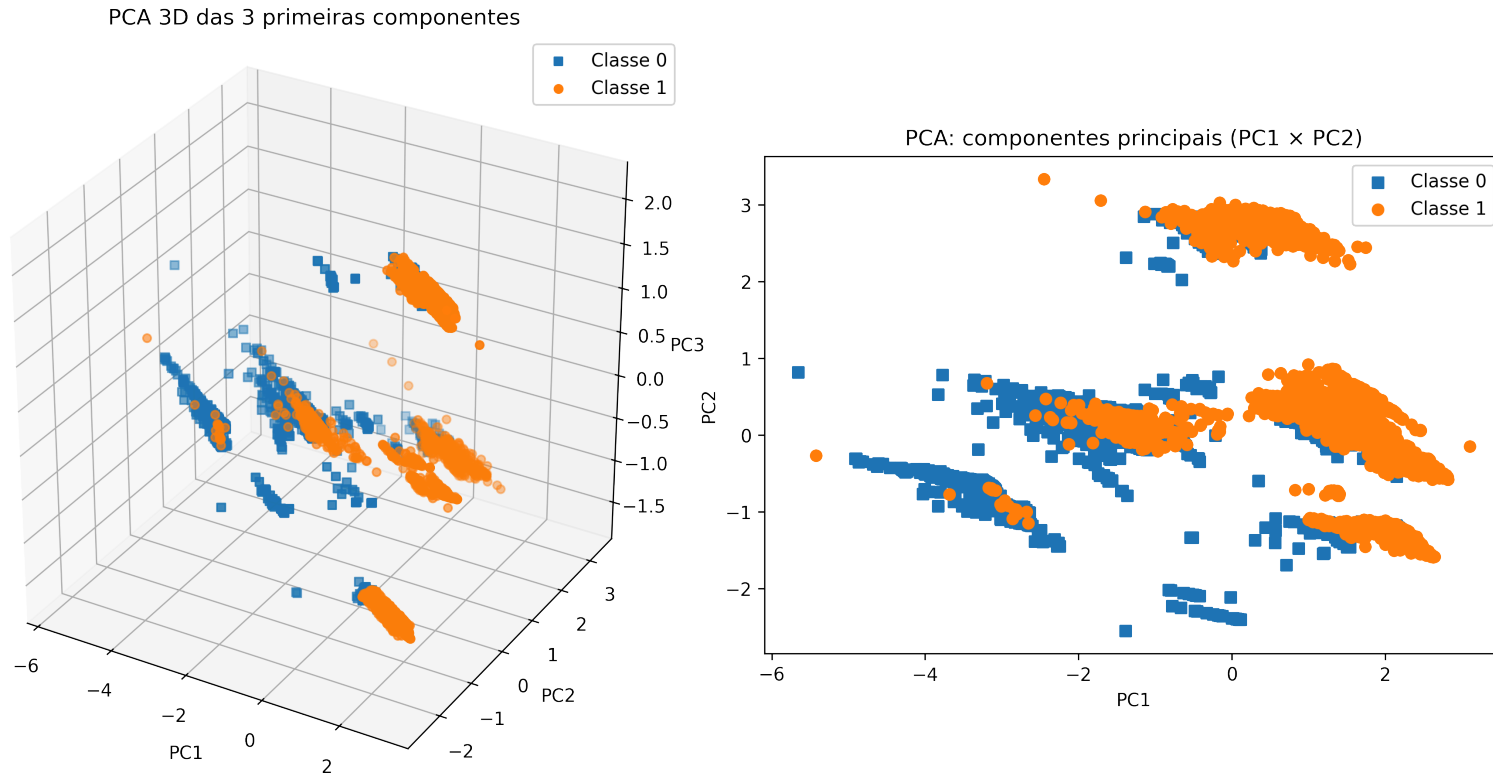 PCA 3D das 3 primeiras componentes
Classe 0
Classe 1
2.0
1.5
1.0
0.5
0.0
−0.5
−1.0
−1.5
PC3
3
2
1
0
−1
−2
PC2
−6
−4
−2
0
2
PC1
PCA: componentes principais (PC1 × PC2)
Classe 0
Classe 1
3
2
1
0
−1
−2
PC2
−6
−4
−2
0
2
PC1